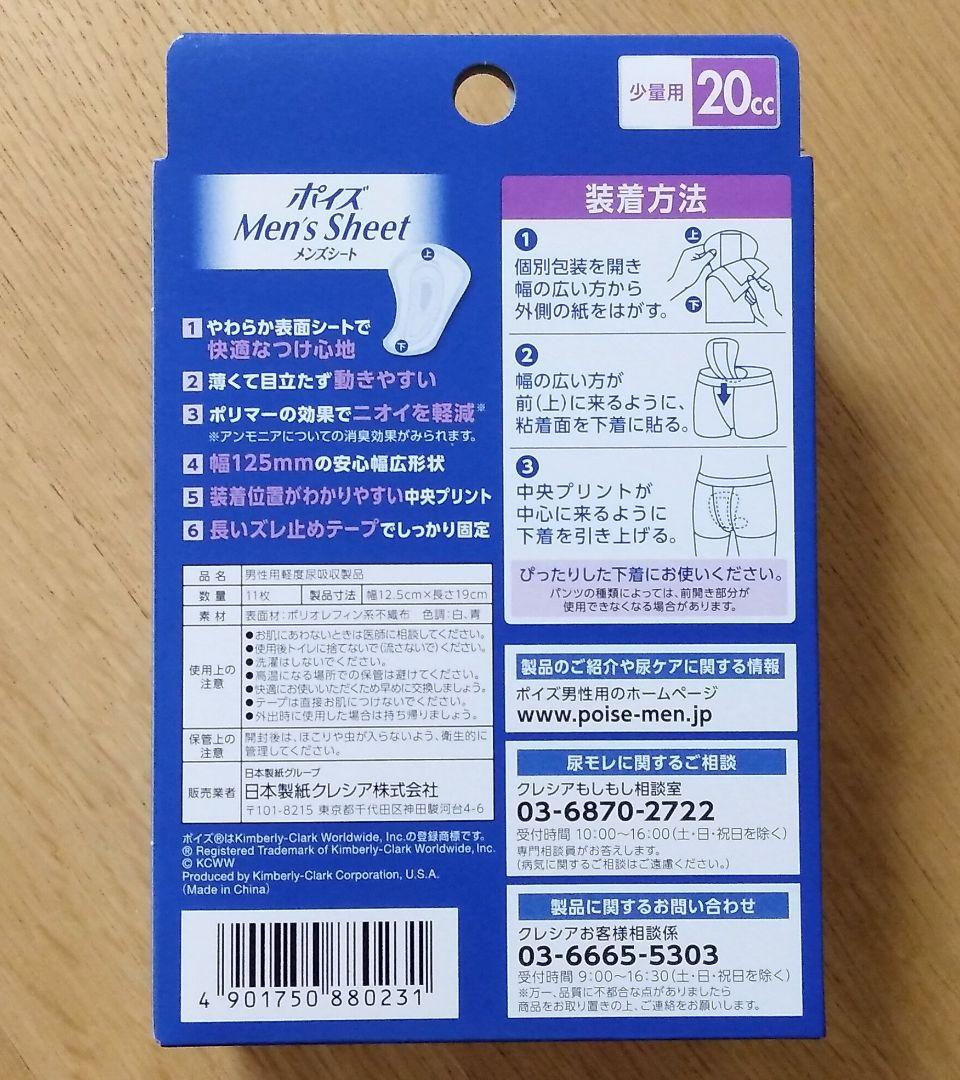 少量用 20cc
ポイズ
Men's Sheet
メンズシート
上
下
1 やわらか表面シートで
快適なつけ心地
2 薄くて目立たず動きやすい
3 ポリマーの効果でニオイを軽減※
※アンモニアについての消臭効果がみられます。
4 幅125mmの安心幅広形状
5 装着位置がわかりやすい中央プリント
6 長いズレ止めテープでしっかり固定
品名 男性用軽度尿吸収製品
数量 11枚 製品寸法 幅12.5cm×長さ19cm
素材 表面材:ポリオレフィン系不織布 色調:白、青
使用上の
注意
●お肌にあわないときは医師に相談してください。
●使用後トイレに捨てないで(流さないで)ください。
●洗濯はしないでください。
●高温になる場所での保管は避けてください。
●快適にお使いいただくため早めに交換しましょう。
●テープは直接お肌につけないでください。
●外出時に使用した場合は持ち帰りましょう。
保管上の
注意
開封後は、ほこりや虫が入らないよう、衛生的に
管理してください。
販売業者
日本製紙グループ
日本製紙クレシア株式会社
〒101-8215 東京都千代田区神田駿河台4-6
ポイズ®はKimberly-Clark Worldwide, Inc.の登録商標です。
® Registered Trademark of Kimberly-Clark Worldwide, Inc.
© KCWW
Produced by Kimberly-Clark Corporation, U.S.A.
(Made in China)
4 901750 880231
装着方法
1
個別包装を開き
幅の広い方から
外側の紙をはがす。
上
下
2
幅の広い方が
前(上)に来るように、
粘着面を下着に貼る。
3
中央プリントが
中心に来るように
下着を引き上げる。
ぴったりした下着にお使いください。
パンツの種類によっては、前開き部分が
使用できなくなる場合があります。
製品のご紹介や尿ケアに関する情報
ポイズ男性用のホームページ
www.poise-men.jp
尿モレに関するご相談
クレシアもしもし相談室
03-6870-2722
受付時間 10:00〜16:00(土・日・祝日を除く)
専門相談員がお答えします。
(病気に関するご相談はご遠慮ください。)
製品に関するお問い合わせ
クレシアお客様相談係
03-6665-5303
受付時間 9:00〜16:30(土・日・祝日を除く)
※万一、品質に不都合な点がありましたら
商品をお取り置きの上、ご連絡をお願いします。